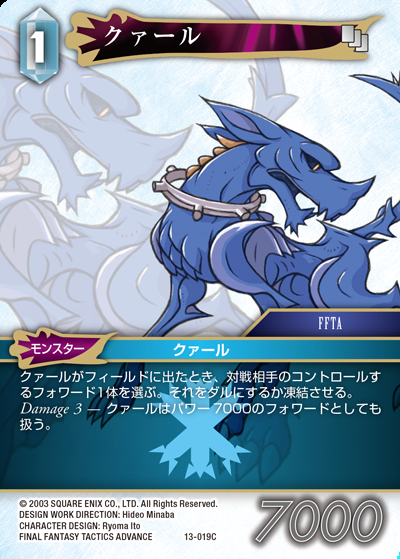 1
クァール
FFTA
モンスター
クァール
クァールがフィールドに出たとき、対戦相手のコントロールす
るフォワード1体を選ぶ。それをダルにするか凍結させる。
Damage 3 — クァールはパワー7000のフォワードとしても
扱う。
© 2003 SQUARE ENIX CO., LTD. All Rights Reserved.
DESIGN WORK DIRECTION: Hideo Minaba
CHARACTER DESIGN: Ryoma Ito
FINAL FANTASY TACTICS ADVANCE
13-019C
7000